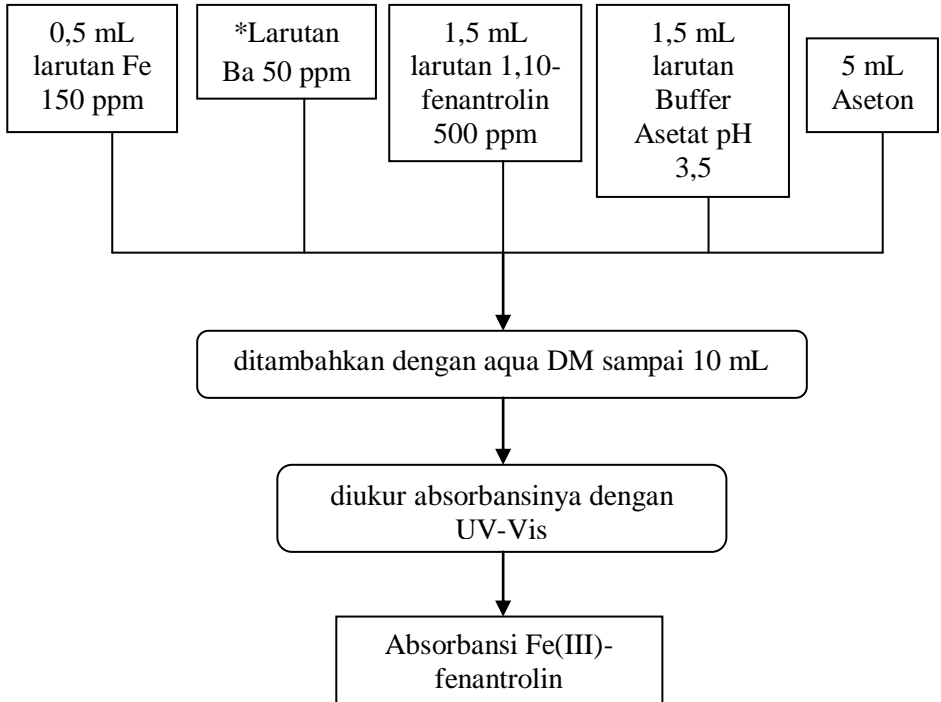 0,5 mL
larutan Fe
150 ppm
*Larutan
Ba 50 ppm
1,5 mL
larutan 1,10-
fenantrolin
500 ppm
1,5 mL
larutan
Buffer
Asetat pH
3,5
5 mL
Aseton
ditambahkan dengan aqua DM sampai 10 mL
diukur absorbansinya dengan
UV-Vis
Absorbansi Fe(III)-
fenantrolin